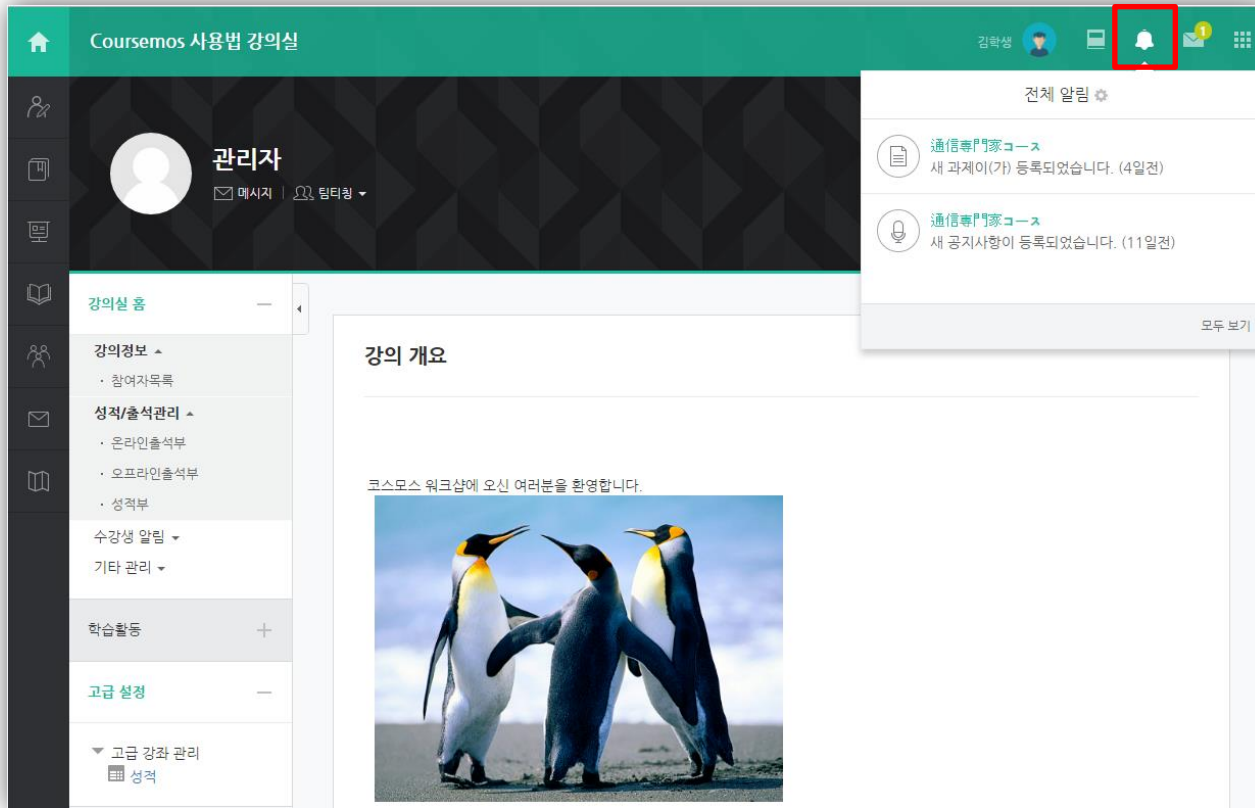 Coursemos 사용법 강의실
김학생
1
전체 알림
通信専門家コース
새 과제이(가) 등록되었습니다. (4일전)
通信専門家コース
새 공지사항이 등록되었습니다. (11일전)
모두 보기
관리자
메시지 | 팀티칭
강의실 홈
강의정보
· 참여자목록
성적/출석관리
· 온라인출석부
· 오프라인출석부
· 성적부
수강생 알림
기타 관리
학습활동
고급 설정
고급 강좌 관리
성적
강의 개요
코스모스 워크샵에 오신 여러분을 환영합니다.